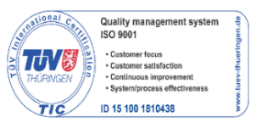 TÜV International Certification
TÜV
THÜRINGEN
TIC
Quality management system
ISO 9001
• Customer focus
• Customer satisfaction
• Continuous improvement
• System/process effectiveness
ID 15 100 1810438
www.tuev-thueringen.de